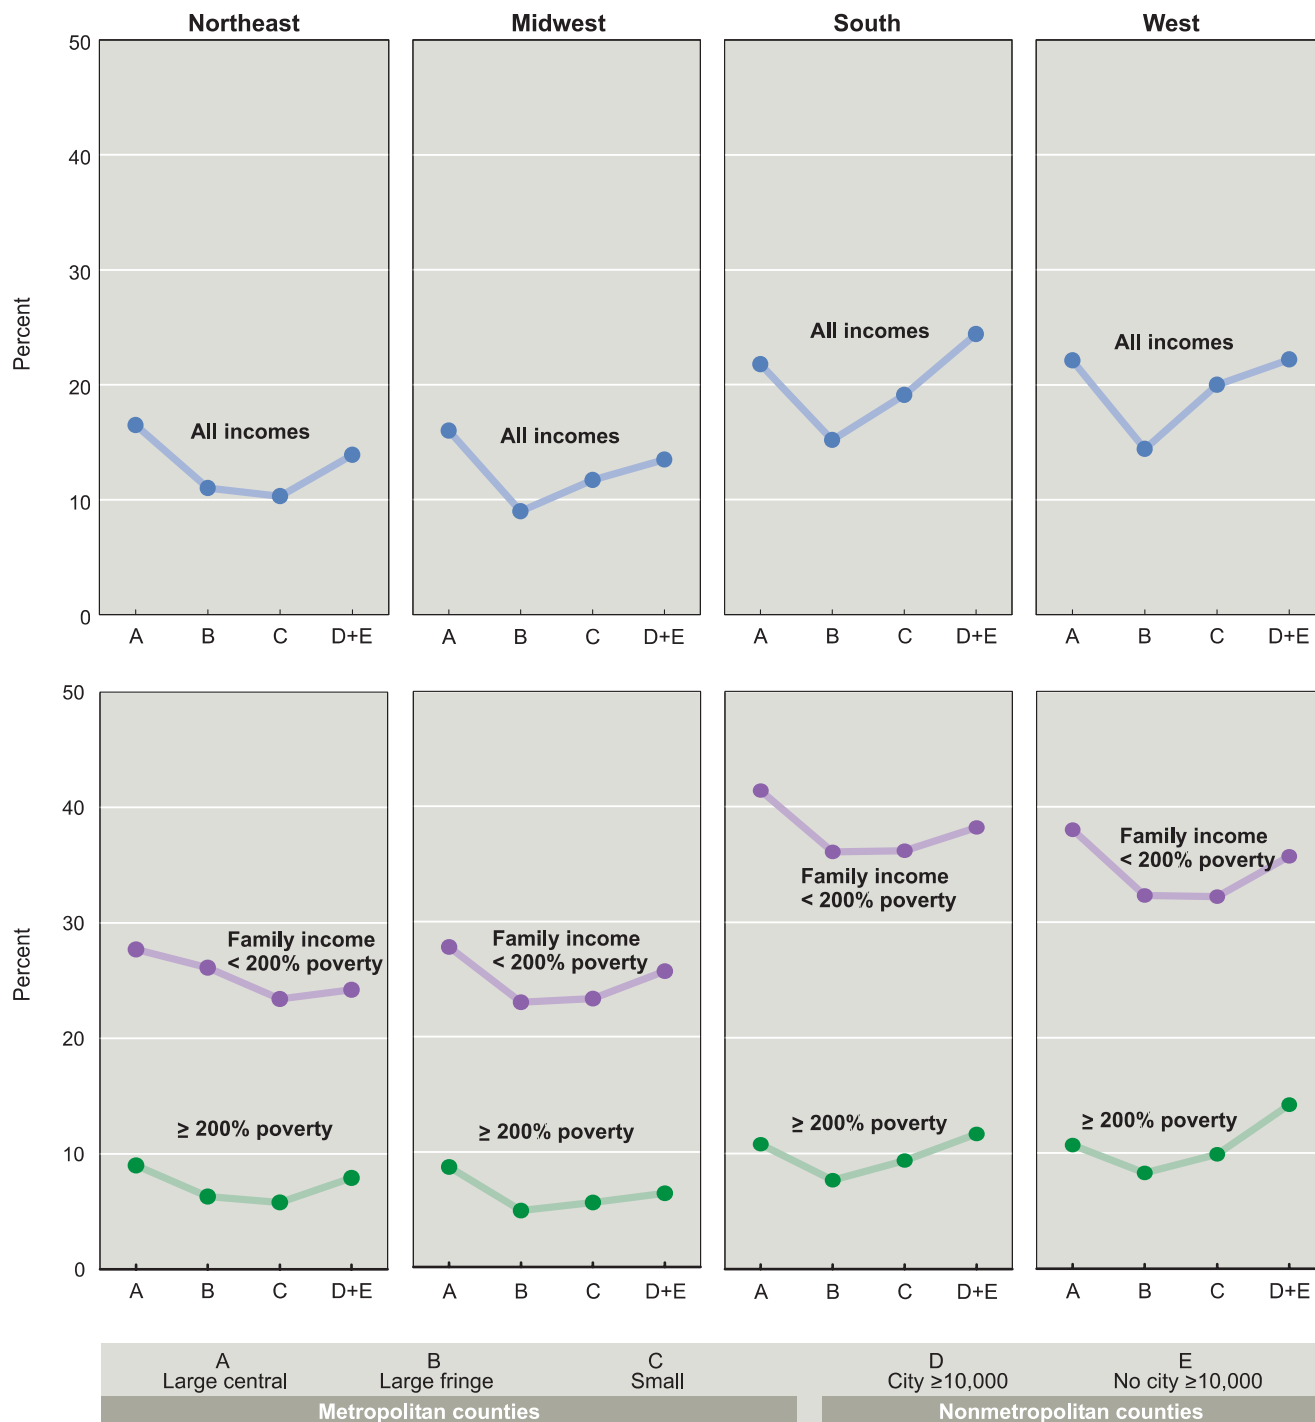 Northeast Midwest South West
50
40
30
20
10
0
Percent
All incomes
All incomes
All incomes
All incomes
A B C D+E
A B C D+E
A B C D+E
A B C D+E
50
40
30
20
10
0
Percent
Family income
< 200% poverty
≥ 200% poverty
Family income
< 200% poverty
≥ 200% poverty
Family income
< 200% poverty
≥ 200% poverty
Family income
< 200% poverty
≥ 200% poverty
A B C D+E
A B C D+E
A B C D+E
A B C D+E
A B C D E
Large central Large fringe Small City ≥10,000 No city ≥10,000
Metropolitan counties Nonmetropolitan counties